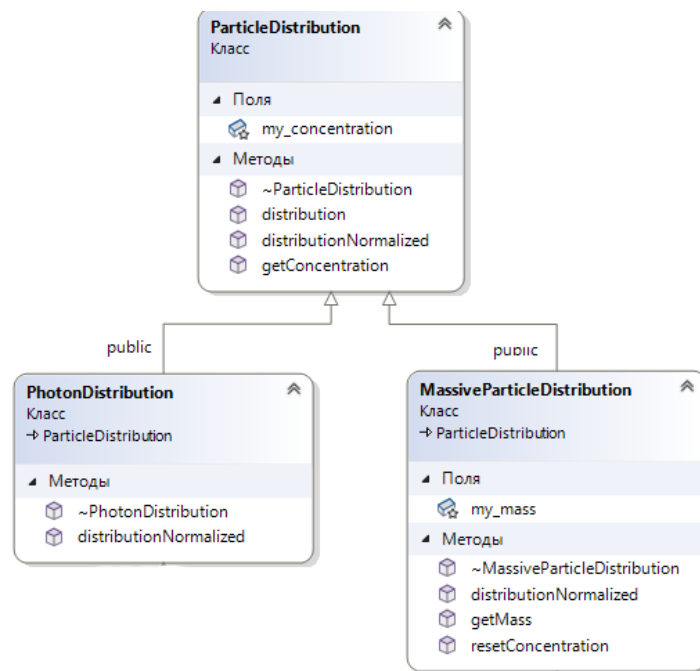 ParticleDistribution
Класс
Поля
my_concentration
Методы
~ParticleDistribution
distribution
distributionNormalized
getConcentration
public
public
PhotonDistribution
Класс
ParticleDistribution
Методы
~PhotonDistribution
distributionNormalized
MassiveParticleDistribution
Класс
ParticleDistribution
Поля
my_mass
Методы
~MassiveParticleDistribution
distributionNormalized
getMass
resetConcentration